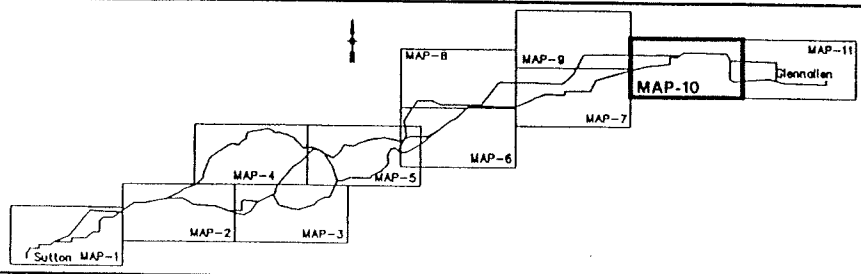 MAP-8
MAP-9
MAP-10
MAP-11
Glennallen
MAP-7
MAP-6
MAP-4
MAP-5
MAP-2
MAP-3
Sutton MAP-1